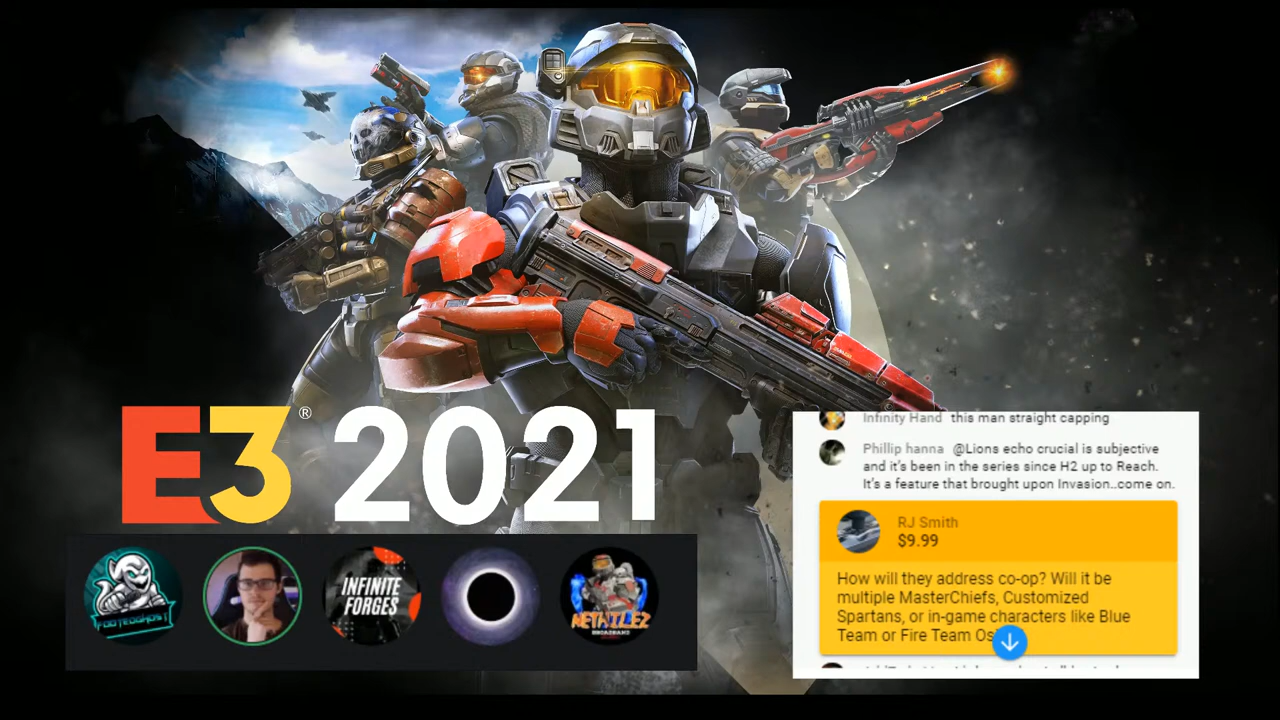 E3® 2021
FOOTEDGHOST
INFINITE
FORGES
BROADBAND
Infinity Hand this man straight capping
Phillip hanna @Lions echo crucial is subjective
and it's been in the series since H2 up to Reach.
It's a feature that brought upon Invasion..come on.
RJ Smith
$9.99
How will they address co-op? Will it be
multiple MasterChiefs, Customized
Spartans, or in-game characters like Blue
Team or Fire Team Os